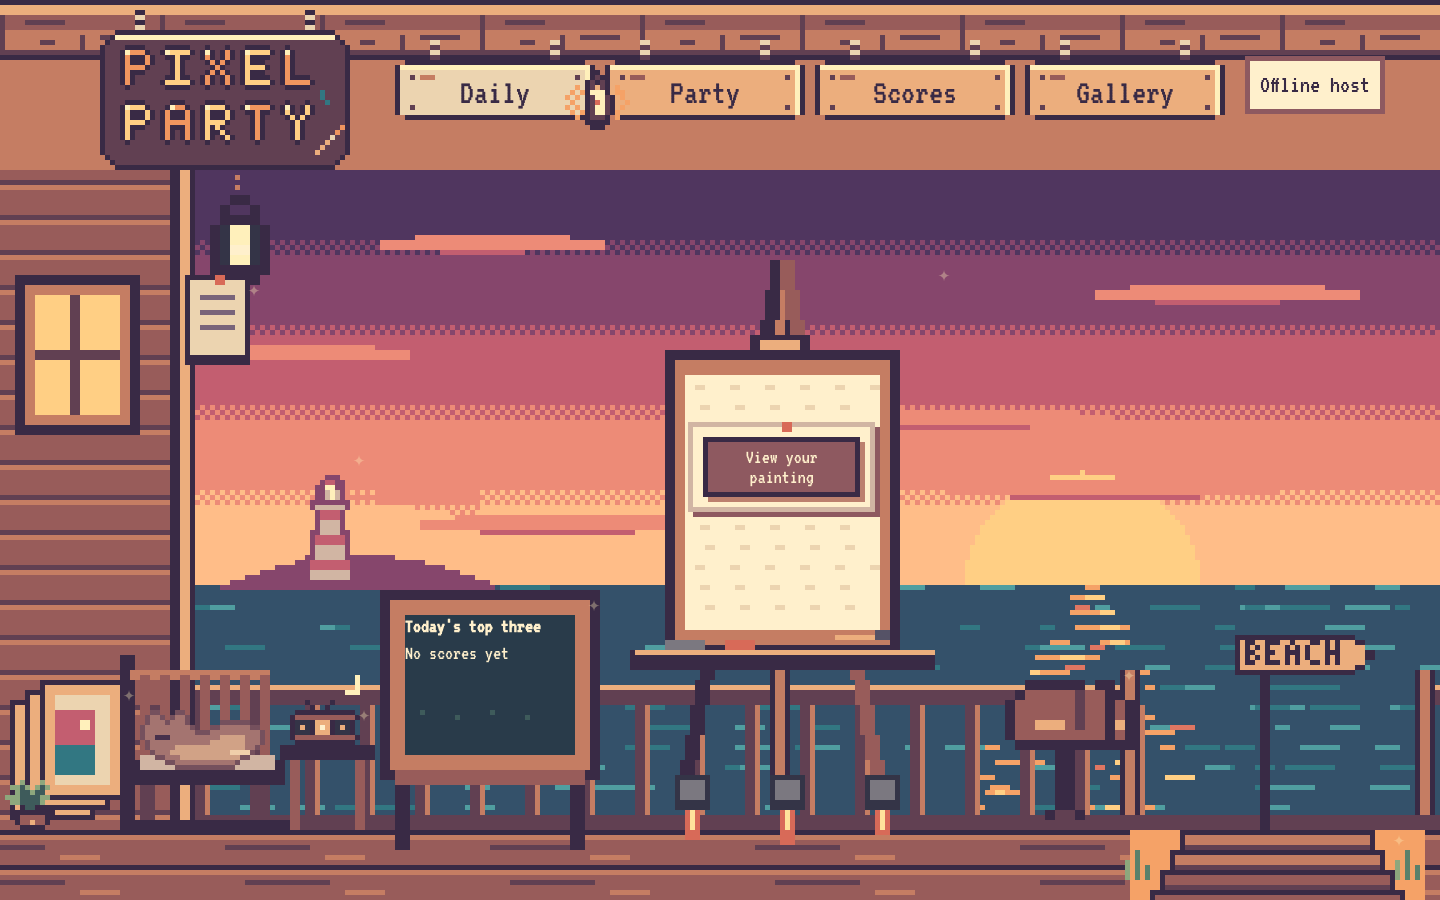 PIXEL
PARTY
Daily
Party
Scores
Gallery
Offline host
View your
painting
Today's top three
No scores yet
BEACH